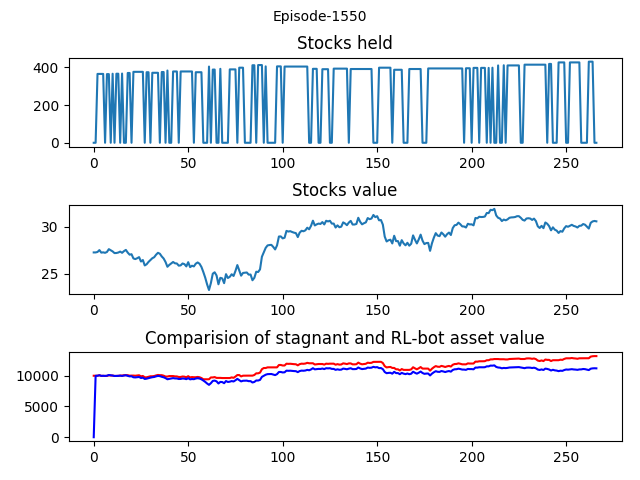 Episode-1550
Stocks held
400
200
0
0 50 100 150 200 250
Stocks value
30
25
0 50 100 150 200 250
Comparision of stagnant and RL-bot asset value
10000
5000
0
0 50 100 150 200 250